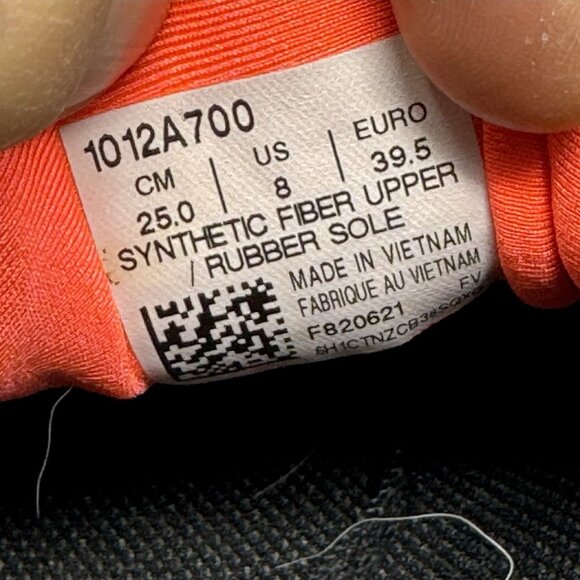 1012A700
CM | US | EURO
25.0 | 8 | 39.5
SYNTHETIC FIBER UPPER
/ RUBBER SOLE
MADE IN VIETNAM
FABRIQUE AU VIETNAM
F820621 FV